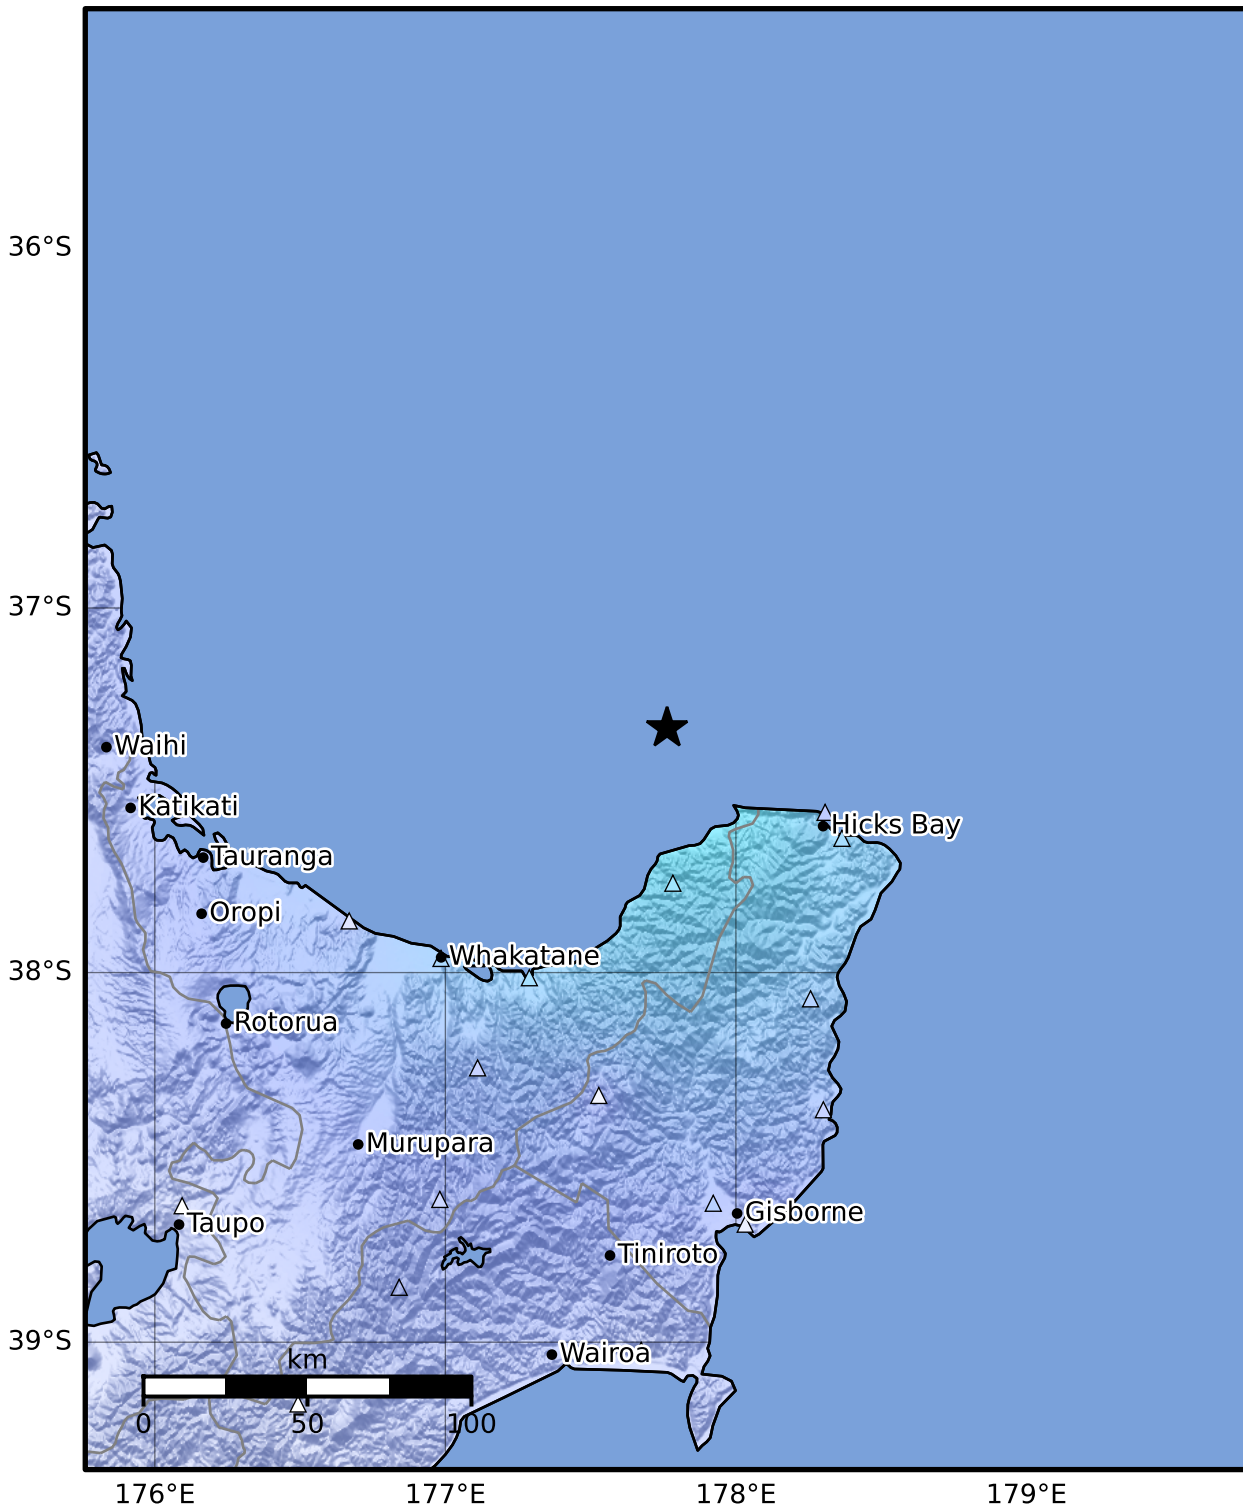 36°S
37°S
Waihi
Katikati
Hicks Bay
Tauranga
Oropi
Whakatane
38°S
Rotorua
Murupara
Gisborne
Taupo
Tiniroto
39°S
Wairoa
km
0 50 100
176°E 177°E 178°E 179°E